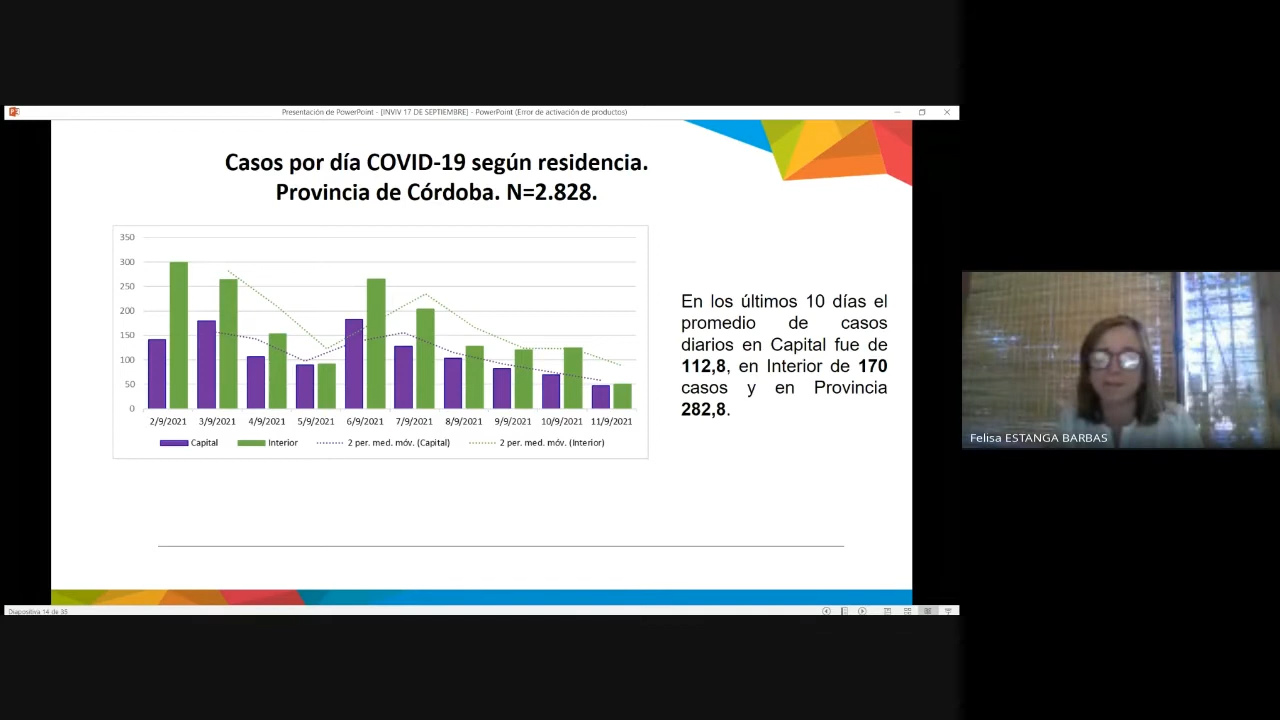 Presentación de PowerPoint - [INVIV 17 DE SEPTIEMBRE] - PowerPoint (Error de activación de productos)
Casos por día COVID-19 según residencia.
Provincia de Córdoba. N=2.828.
350
300
250
200
150
100
50
0
2/9/2021 3/9/2021 4/9/2021 5/9/2021 6/9/2021 7/9/2021 8/9/2021 9/9/2021 10/9/2021 11/9/2021
Capital Interior 2 per. med. móv. (Capital) 2 per. med. móv. (Interior)
En los últimos 10 días el
promedio de casos
diarios en Capital fue de
112,8, en Interior de 170
casos y en Provincia
282,8.
Felisa ESTANGA BARBAS
Diapositiva 14 de 35